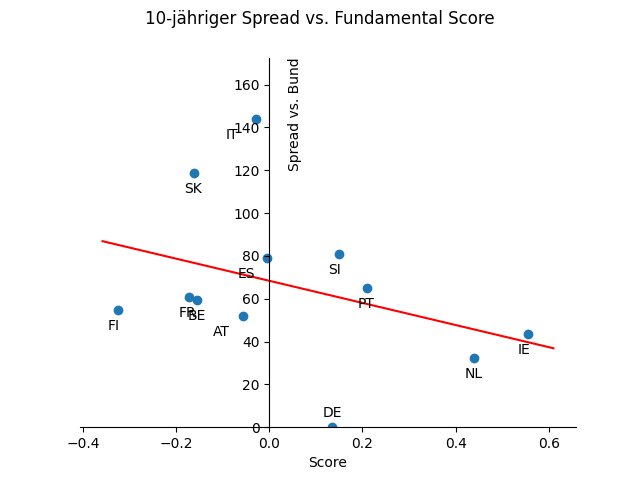 10-jähriger Spread vs. Fundamental Score
Spread vs. Bund
160
140
120
100
80
60
40
20
0
IT
SK
ES
SI
PT
FR
BE
FI
AT
IE
NL
DE
−0.4
−0.2
0.0
0.2
0.4
0.6
Score